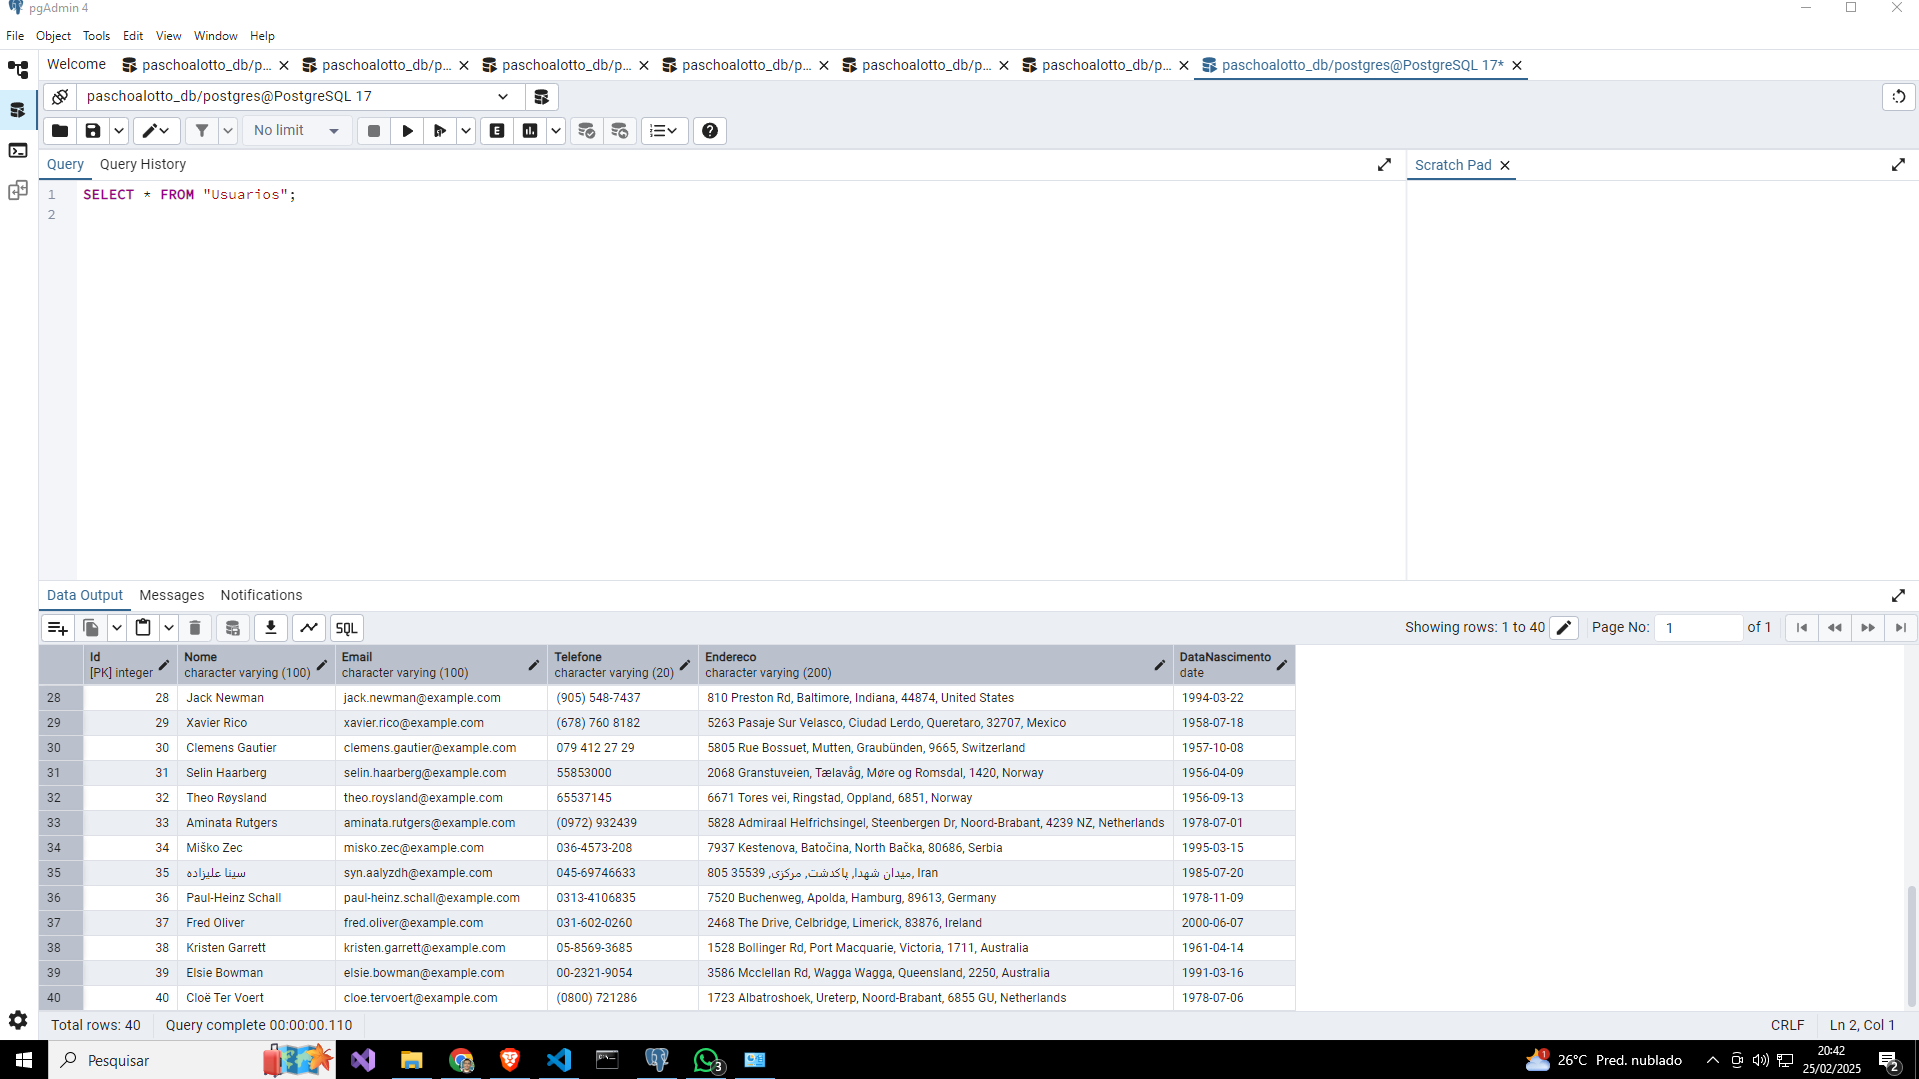 pgAdmin 4
File Object Tools Edit View Window Help
Welcome paschoalotto_db/p... paschoalotto_db/p... paschoalotto_db/p... paschoalotto_db/p... paschoalotto_db/p... paschoalotto_db/p... paschoalotto_db/postgres@PostgreSQL 17*
paschoalotto_db/postgres@PostgreSQL 17
No limit
Query Query History Scratch Pad
1 SELECT * FROM "Usuarios";
2
Data Output Messages Notifications
SQL Showing rows: 1 to 40 Page No: 1 of 1
Id Nome Email Telefone Endereco DataNascimento
[PK] integer character varying (100) character varying (100) character varying (20) character varying (200) date
28 28 Jack Newman jack.newman@example.com (905) 548-7437 810 Preston Rd, Baltimore, Indiana, 44874, United States 1994-03-22
29 29 Xavier Rico xavier.rico@example.com (678) 760 8182 5263 Pasaje Sur Velasco, Ciudad Lerdo, Queretaro, 32707, Mexico 1958-07-18
30 30 Clemens Gautier clemens.gautier@example.com 079 412 27 29 5805 Rue Bossuet, Mutten, Graubünden, 9665, Switzerland 1957-10-08
31 31 Selin Haarberg selin.haarberg@example.com 55853000 2068 Granstuveien, Tælavåg, Møre og Romsdal, 1420, Norway 1956-04-09
32 32 Theo Røysland theo.roysland@example.com 65537145 6671 Tores vei, Ringstad, Oppland, 6851, Norway 1956-09-13
33 33 Aminata Rutgers aminata.rutgers@example.com (0972) 932439 5828 Admiraal Helfrichsingel, Steenbergen Dr, Noord-Brabant, 4239 NZ, Netherlands 1978-07-01
34 34 Miško Zec misko.zec@example.com 036-4573-208 7937 Kestenova, Batočina, North Bačka, 80686, Serbia 1995-03-15
35 35 سینا علیزاده syn.aalyzdh@example.com 045-69746633 805 میدان شهدا, پاکدشت, مرکزی, 35539, Iran 1985-07-20
36 36 Paul-Heinz Schall paul-heinz.schall@example.com 0313-4106835 7520 Buchenweg, Apolda, Hamburg, 89613, Germany 1978-11-09
37 37 Fred Oliver fred.oliver@example.com 031-602-0260 2468 The Drive, Celbridge, Limerick, 83876, Ireland 2000-06-07
38 38 Kristen Garrett kristen.garrett@example.com 05-8569-3685 1528 Bollinger Rd, Port Macquarie, Victoria, 1711, Australia 1961-04-14
39 39 Elsie Bowman elsie.bowman@example.com 00-2321-9054 3586 Mcclellan Rd, Wagga Wagga, Queensland, 2250, Australia 1991-03-16
40 40 Cloë Ter Voert cloe.tervoert@example.com (0800) 721286 1723 Albatroshoek, Ureterp, Noord-Brabant, 6855 GU, Netherlands 1978-07-06
Total rows: 40 Query complete 00:00:00.110 CRLF Ln 2, Col 1
Pesquisar 3 1 26°C Pred. nublado 20:42 2
25/02/2025